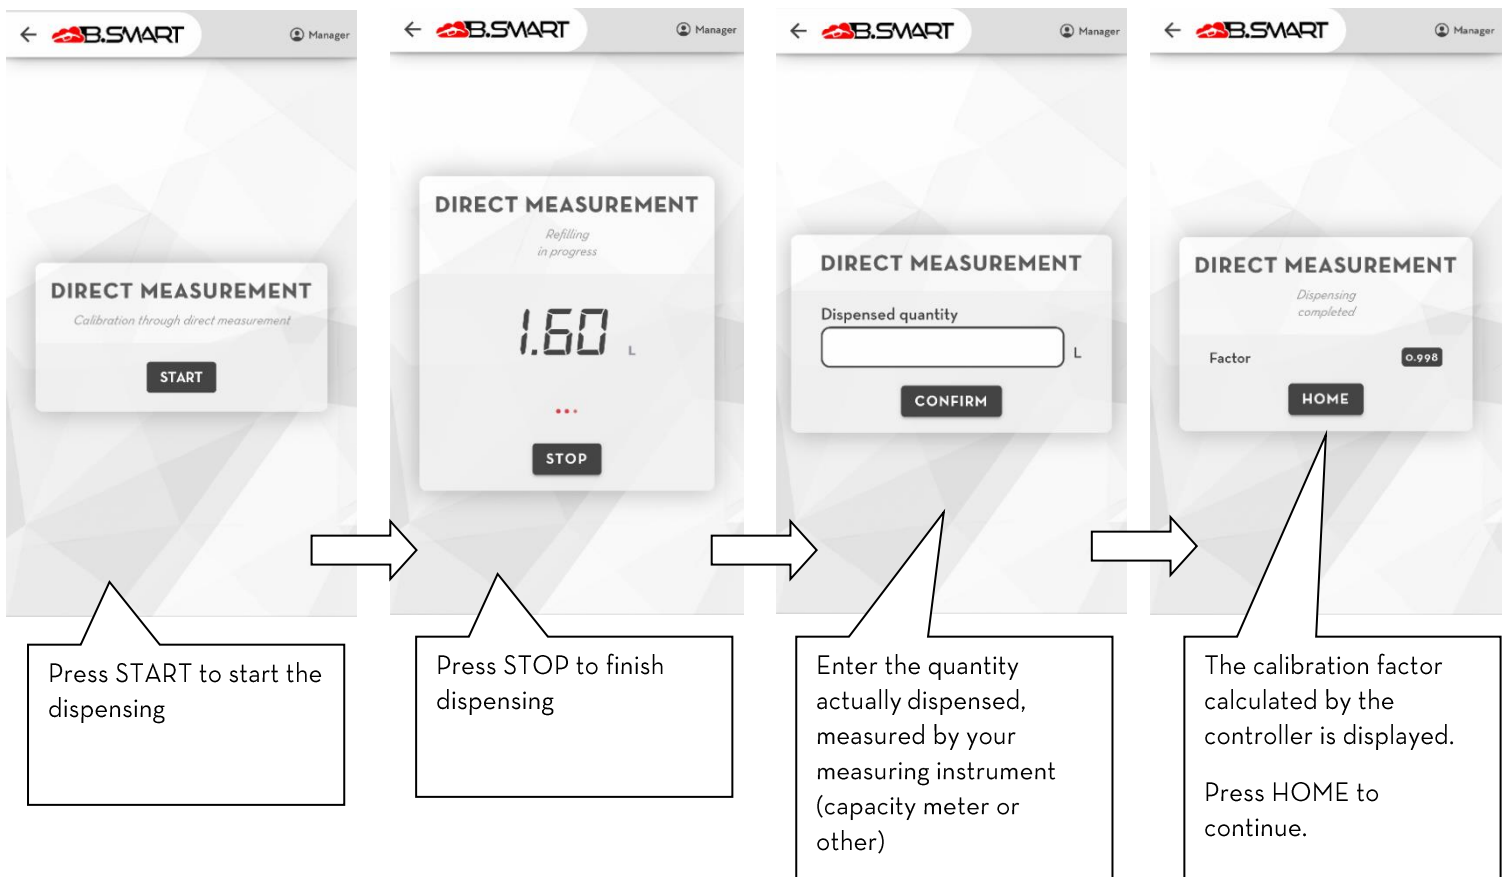 B.SMART
Manager
DIRECT MEASUREMENT
Calibration through direct measurement
START
Press START to start the
dispensing
B.SMART
Manager
DIRECT MEASUREMENT
Refilling
in progress
1.60 L
STOP
Press STOP to finish
dispensing
B.SMART
Manager
DIRECT MEASUREMENT
Dispensed quantity
L
CONFIRM
Enter the quantity
actually dispensed,
measured by your
measuring instrument
(capacity meter or
other)
B.SMART
Manager
DIRECT MEASUREMENT
Dispensing
completed
Factor 0.998
HOME
The calibration factor
calculated by the
controller is displayed.
Press HOME to
continue.